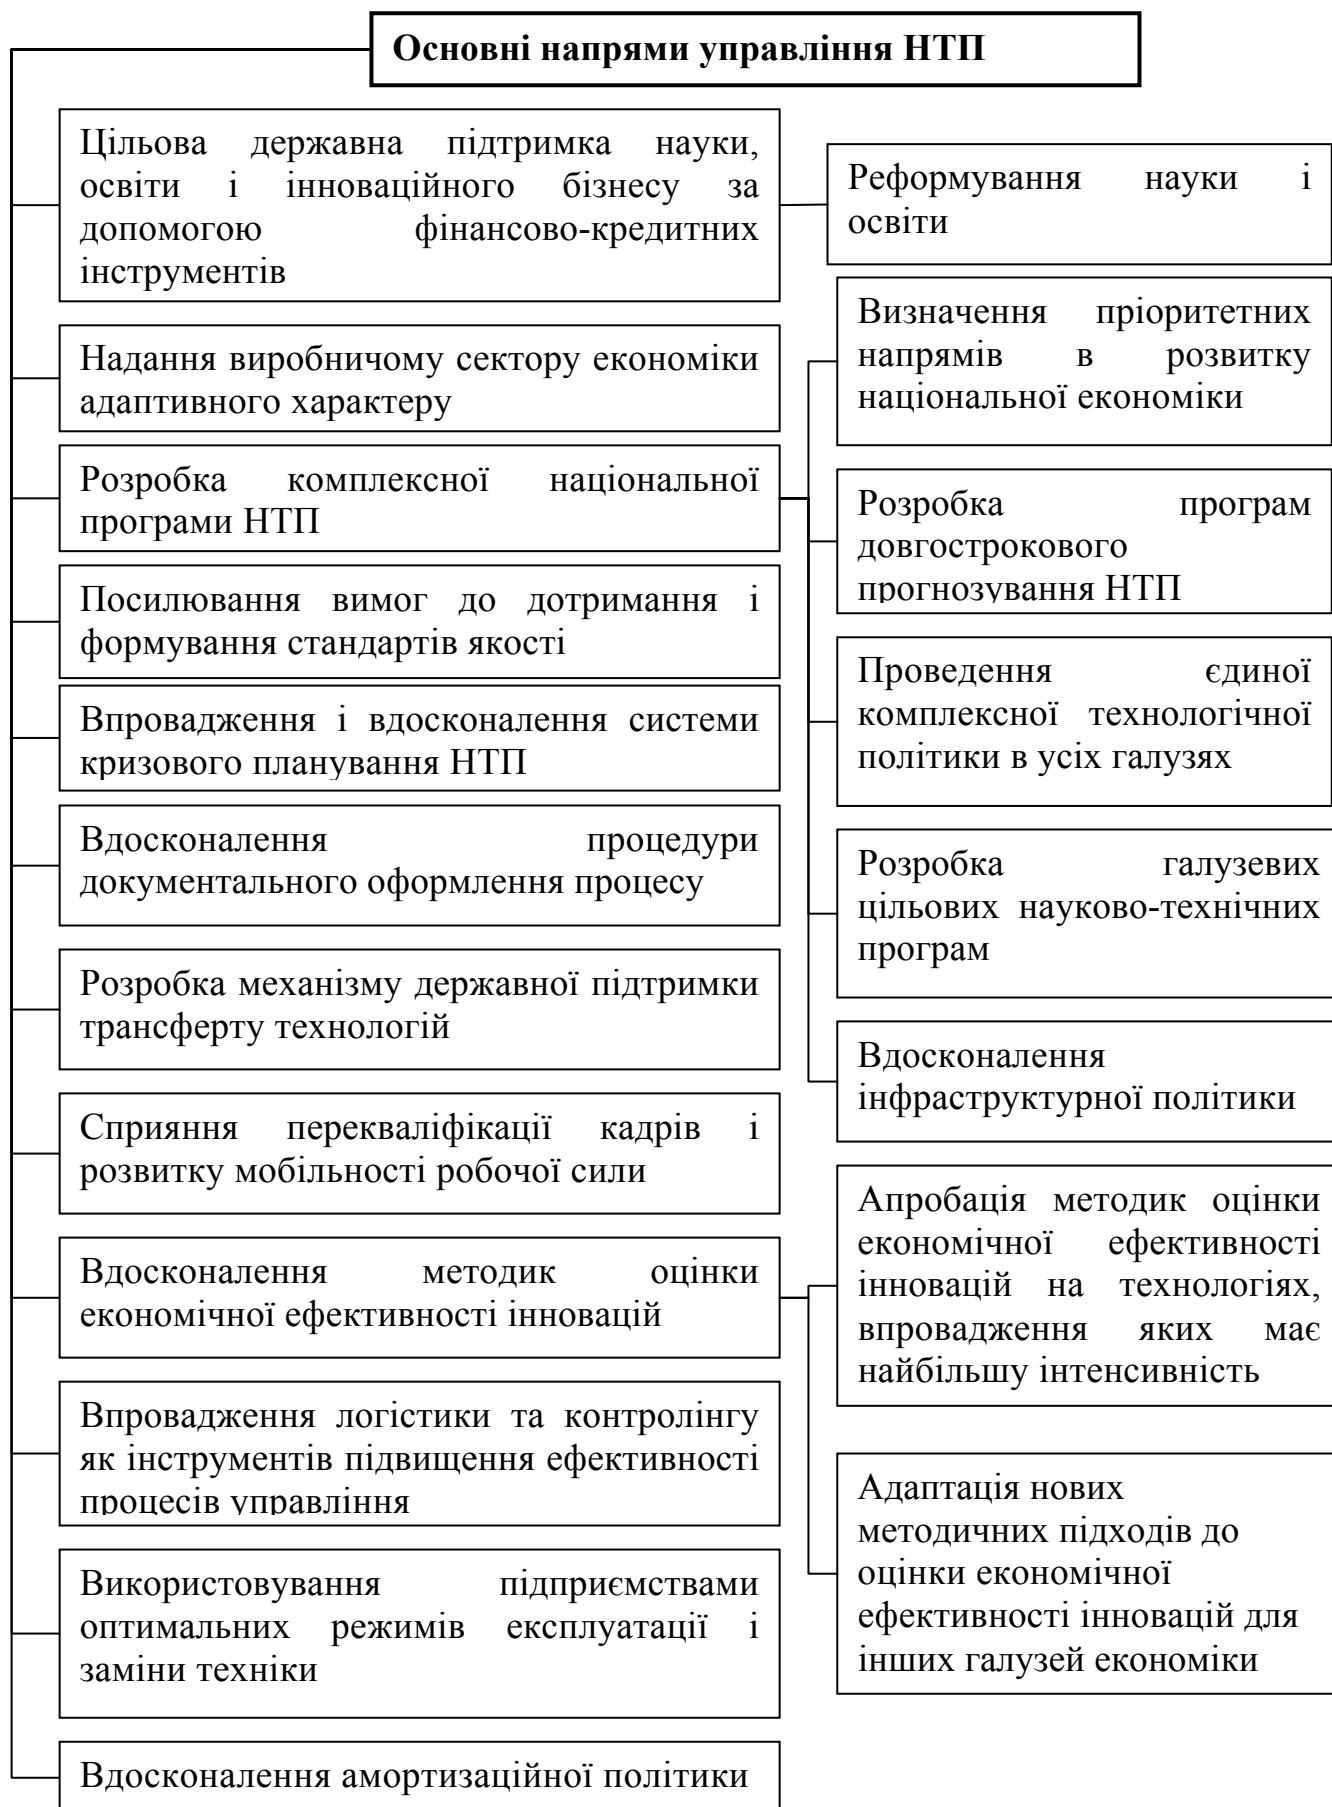 Основні напрями управління НТП
Цільова державна підтримка науки,
освіти і інноваційного бізнесу за
допомогою фінансово-кредитних
інструментів
Реформування науки і
освіти
Надання виробничому сектору економіки
адаптивного характеру
Розробка комплексної національної
програми НТП
Визначення пріоритетних
напрямів в розвитку
національної економіки
Розробка програм
довгострокового
прогнозування НТП
Проведення єдиної
комплексної технологічної
політики в усіх галузях
Розробка галузевих
цільових науково-технічних
програм
Вдосконалення
інфраструктурної політики
Посилювання вимог до дотримання і
формування стандартів якості
Впровадження і вдосконалення системи
кризового планування НТП
Вдосконалення процедури
документального оформлення процесу
Розробка механізму державної підтримки
трансферту технологій
Сприяння перекваліфікації кадрів і
розвитку мобільності робочої сили
Вдосконалення методик оцінки
економічної ефективності інновацій
Апробація методик оцінки
економічної ефективності
інновацій на технологіях,
впровадження яких має
найбільшу інтенсивність
Адаптація нових
методичних підходів до
оцінки економічної
ефективності інновацій для
інших галузей економіки
Впровадження логістики та контролінгу
як інструментів підвищення ефективності
процесів управління
Використовування підприємствами
оптимальних режимів експлуатації і
заміни техніки
Вдосконалення амортизаційної політики